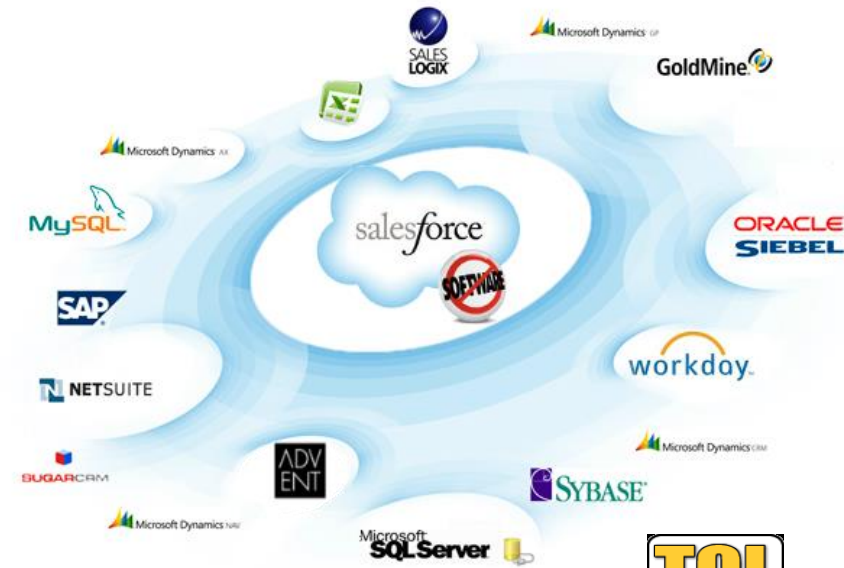 SALES
LOGIX
Microsoft Dynamics GP
GoldMine
X
Microsoft Dynamics AX
MySQL
salesforce
SOFTWARE
ORACLE
SIEBEL
SAP
workday
N NETSUITE
Microsoft Dynamics CRM
ADV
ENT
SUGARCRM
SYBASE
Microsoft Dynamics NAV
Microsoft
SQL Server